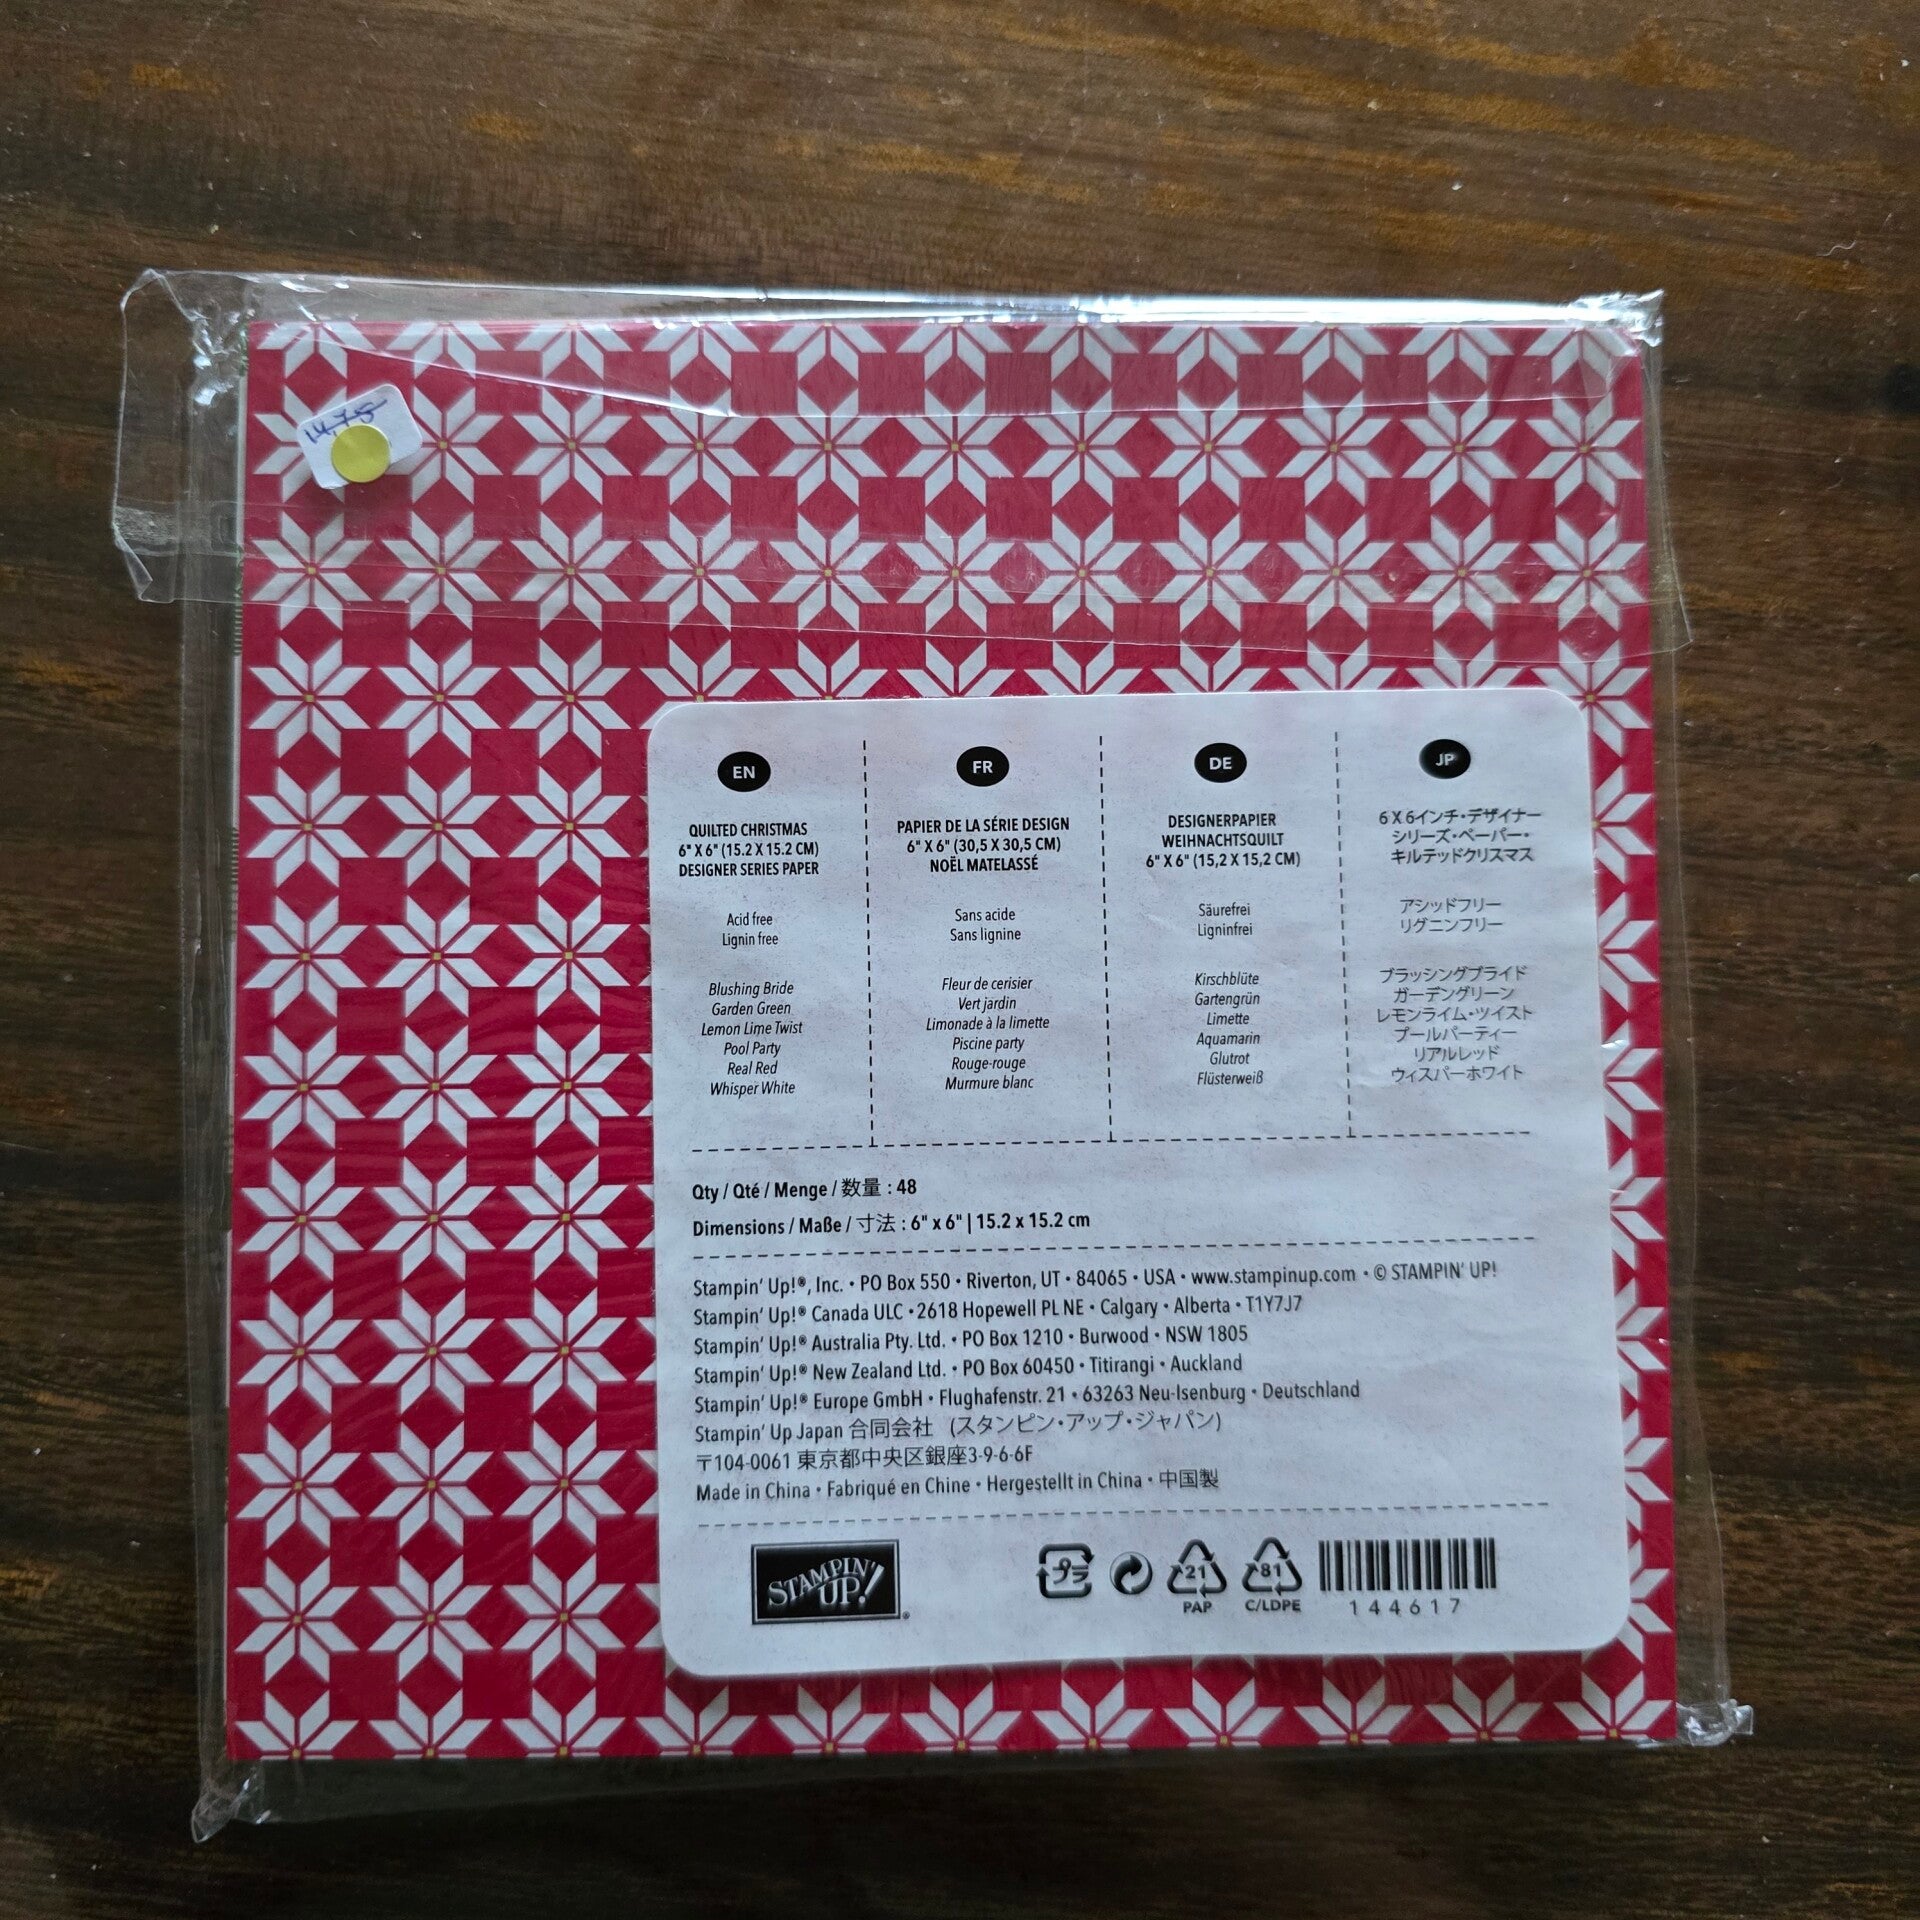 14,75
EN
QUILTED CHRISTMAS
6" X 6" (15.2 X 15.2 CM)
DESIGNER SERIES PAPER
Acid free
Lignin free
Blushing Bride
Garden Green
Lemon Lime Twist
Pool Party
Real Red
Whisper White
FR
PAPIER DE LA SÉRIE DESIGN
6" X 6" (30,5 X 30,5 CM)
NOËL MATELASSÉ
Sans acide
Sans lignine
Fleur de cerisier
Vert jardin
Limonade à la limette
Piscine party
Rouge-rouge
Murmure blanc
DE
DESIGNERPAPIER
WEIHNACHTSQUILT
6" X 6" (15,2 X 15,2 CM)
Säurefrei
Ligninfrei
Kirschblüte
Gartengrün
Limette
Aquamarin
Glutrot
Flüsterweiß
JP
6 X 6インチ・デザイナー
シリーズ・ペーパー・
キルテッドクリスマス
アシッドフリー
リグニンフリー
ブラッシングブライド
ガーデングリーン
レモンライム・ツイスト
プールパーティー
リアルレッド
ウィスパーホワイト
Qty / Qté / Menge / 数量 : 48
Dimensions / Maße / 寸法 : 6" x 6" | 15.2 x 15.2 cm
Stampin' Up!®, Inc. • PO Box 550 • Riverton, UT • 84065 • USA • www.stampinup.com • © STAMPIN' UP!
Stampin' Up!® Canada ULC • 2618 Hopewell PL NE • Calgary • Alberta • T1Y7J7
Stampin' Up!® Australia Pty. Ltd. • PO Box 1210 • Burwood • NSW 1805
Stampin' Up!® New Zealand Ltd. • PO Box 60450 • Titirangi • Auckland
Stampin' Up!® Europe GmbH • Flughafenstr. 21 • 63263 Neu-Isenburg • Deutschland
Stampin' Up Japan 合同会社 (スタンピン・アップ・ジャパン)
〒104-0061 東京都中央区銀座3-9-6-6F
Made in China • Fabriqué en Chine • Hergestellt in China • 中国製
STAMPIN' UP!®
プラ
21
PAP
81
C/LDPE
144617